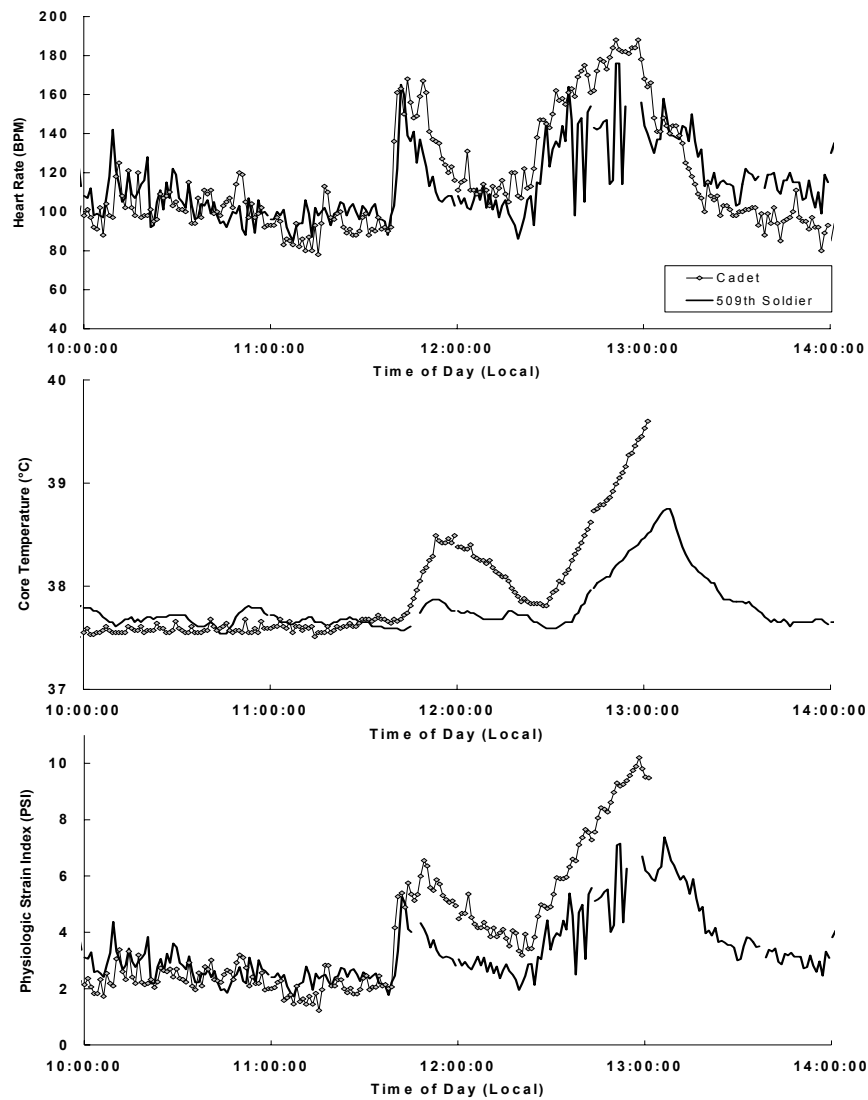 200
180
160
140
120
100
80
60
40
Heart Rate (BPM)
Cadet
509th Soldier
10:00:00 11:00:00 12:00:00 13:00:00 14:00:00
Time of Day (Local)
40
39
38
37
Core Temperature (°C)
10:00:00 11:00:00 12:00:00 13:00:00 14:00:00
Time of Day (Local)
10
8
6
4
2
0
Physiologic Strain Index (PSI)
10:00:00 11:00:00 12:00:00 13:00:00 14:00:00
Time of Day (Local)